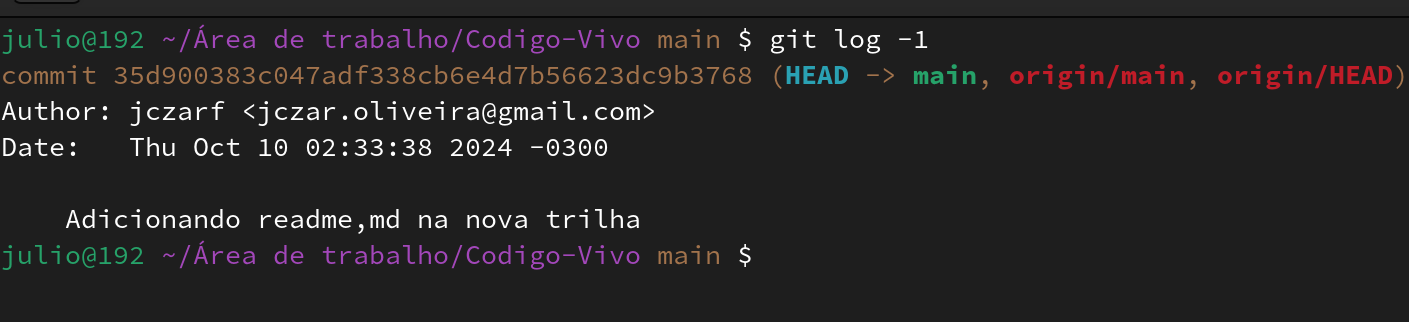 julio@192 ~/Área de trabalho/Codigo-Vivo main $ git log -1
commit 35d900383c047adf338cb6e4d7b56623dc9b3768 (HEAD -> main, origin/main, origin/HEAD)
Author: jczarf <jczar.oliveira@gmail.com>
Date:   Thu Oct 10 02:33:38 2024 -0300

    Adicionando readme,md na nova trilha
julio@192 ~/Área de trabalho/Codigo-Vivo main $